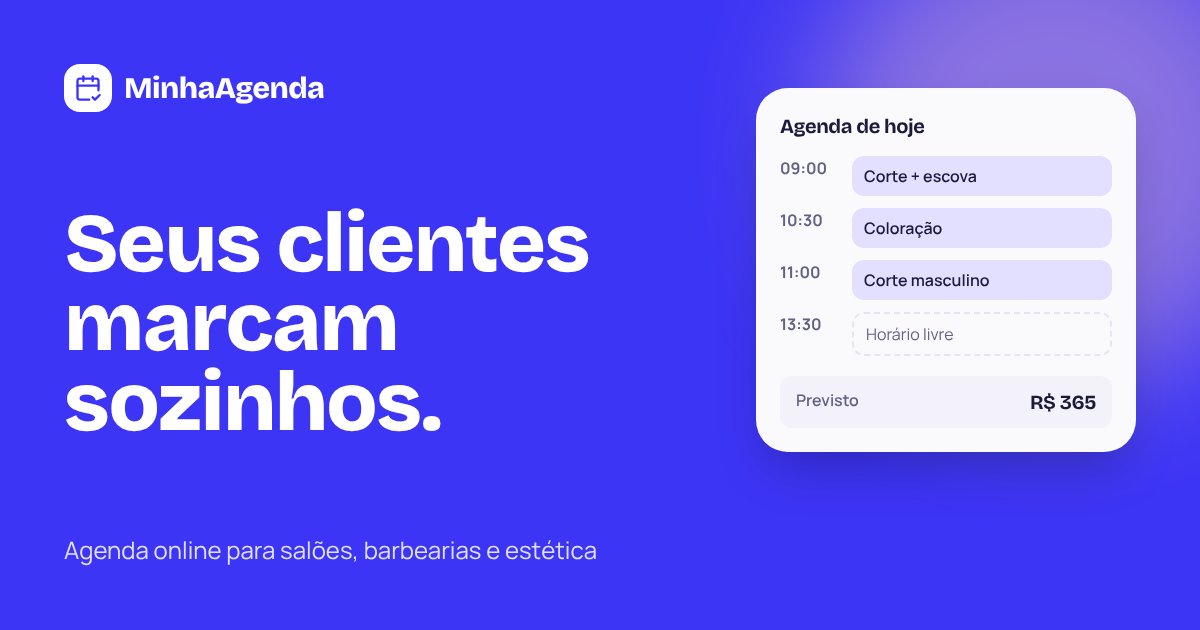 MinhaAgenda
Seus clientes
marcam
sozinhos.
Agenda online para salões, barbearias e estética
Agenda de hoje
09:00 Corte + escova
10:30 Coloração
11:00 Corte masculino
13:30 Horário livre
Previsto R$ 365